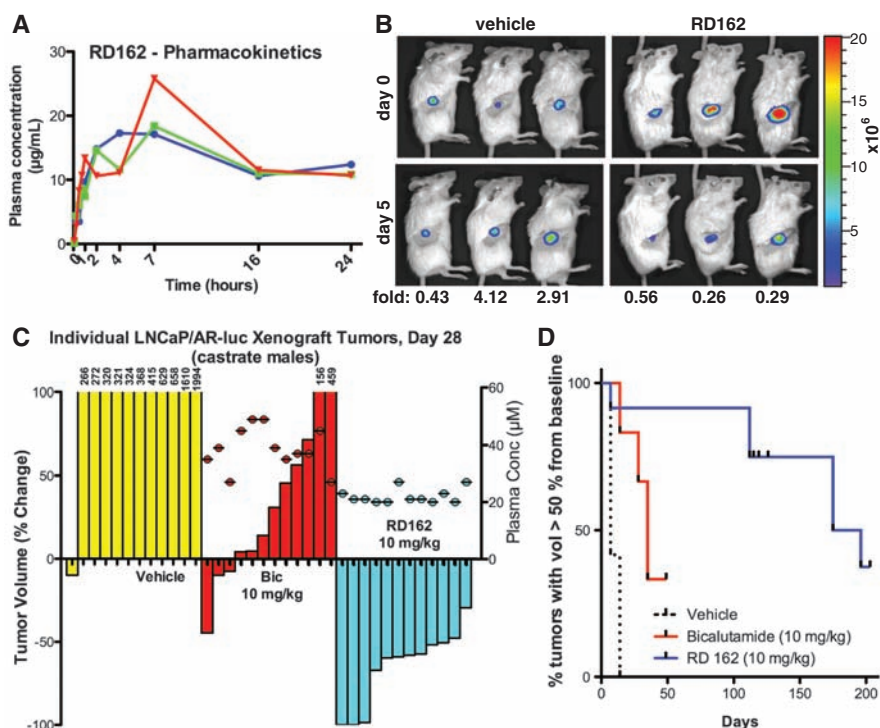 A
RD162 - Pharmacokinetics
Plasma concentration
(µg/mL)
30
20
10
0
0
1
2
4
7
16
24
Time (hours)
B
vehicle
RD162
day 0
day 5
fold: 0.43
4.12
2.91
0.56
0.26
0.29
20
15
10
5
x10⁶
C
Individual LNCaP/AR-luc Xenograft Tumors, Day 28
(castrate males)
266
272
320
321
324
368
415
629
658
1610
1994
156
459
Tumor Volume (% Change)
100
50
0
-50
-100
60
40
20
0
Plasma Conc (µM)
Vehicle
Bic
10 mg/kg
RD162
10 mg/kg
D
% tumors with vol > 50 % from baseline
100
50
0
Vehicle
Bicalutamide (10 mg/kg)
RD 162 (10 mg/kg)
0
50
100
150
200
Days